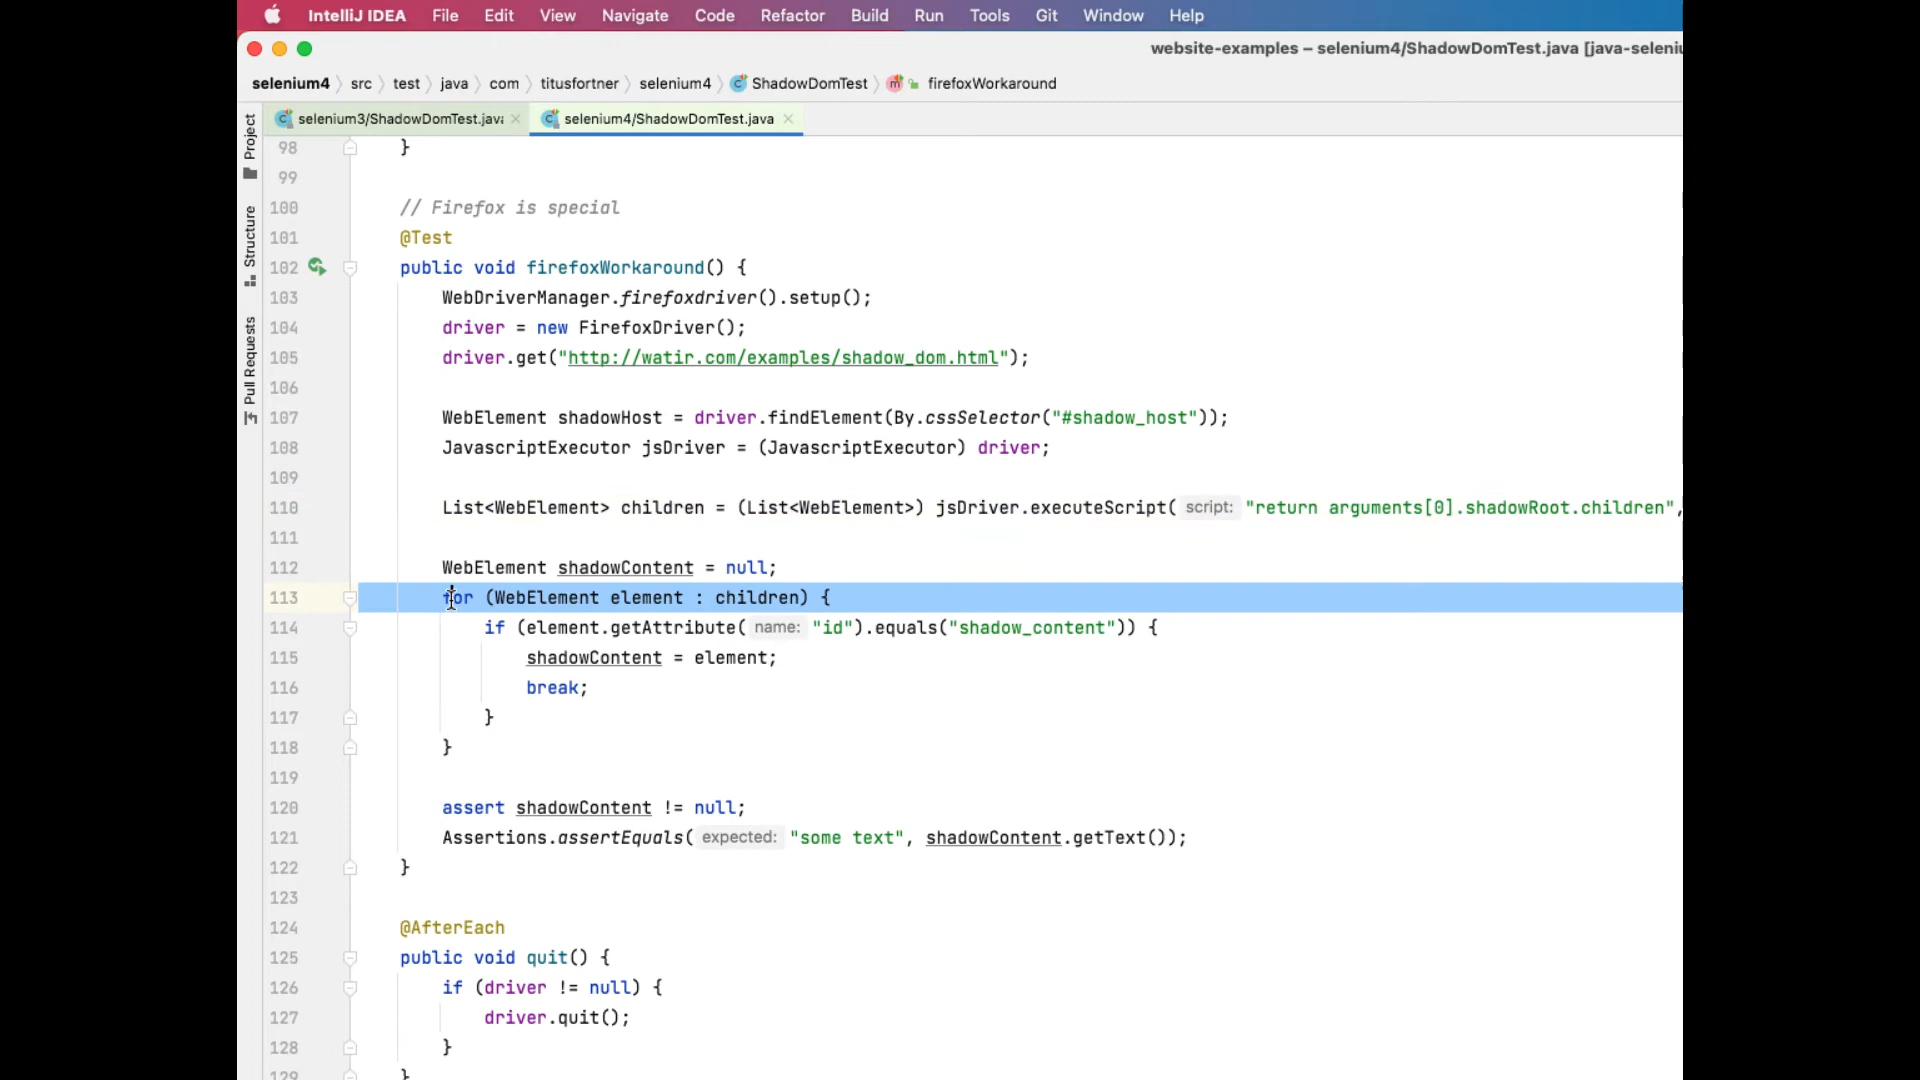 IntelliJ IDEA File Edit View Navigate Code Refactor Build Run Tools Git Window Help
website-examples – selenium4/ShadowDomTest.java [java-seleniu
selenium4 src test java com titusfortner selenium4 ShadowDomTest firefoxWorkaround
selenium3/ShadowDomTest.java selenium4/ShadowDomTest.java
Project
Structure
Pull Requests
98 }
99
100 // Firefox is special
101 @Test
102 public void firefoxWorkaround() {
103 WebDriverManager.firefoxdriver().setup();
104 driver = new FirefoxDriver();
105 driver.get("http://watir.com/examples/shadow_dom.html");
106
107 WebElement shadowHost = driver.findElement(By.cssSelector("#shadow_host"));
108 JavascriptExecutor jsDriver = (JavascriptExecutor) driver;
109
110 List<WebElement> children = (List<WebElement>) jsDriver.executeScript( script: "return arguments[0].shadowRoot.children",
111
112 WebElement shadowContent = null;
113 for (WebElement element : children) {
114 if (element.getAttribute( name: "id").equals("shadow_content")) {
115 shadowContent = element;
116 break;
117 }
118 }
119
120 assert shadowContent != null;
121 Assertions.assertEquals( expected: "some text", shadowContent.getText());
122 }
123
124 @AfterEach
125 public void quit() {
126 if (driver != null) {
127 driver.quit();
128 }
129 }